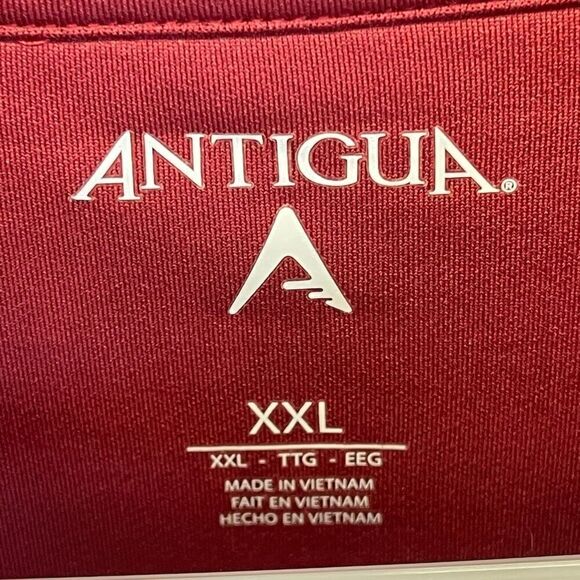 ANTIGUA®
XXL
XXL - TTG - EEG
MADE IN VIETNAM
FAIT EN VIETNAM
HECHO EN VIETNAM